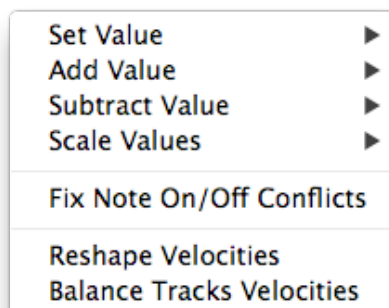 Set Value
Add Value
Subtract Value
Scale Values
Fix Note On/Off Conflicts
Reshape Velocities
Balance Tracks Velocities